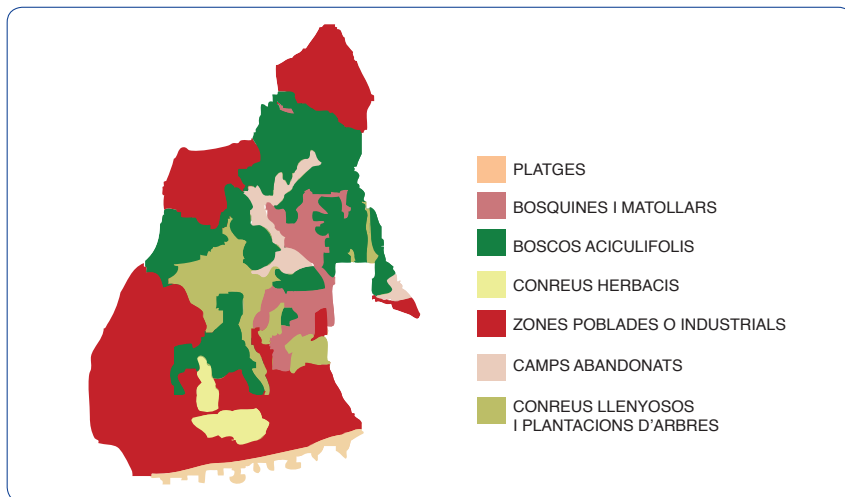 PLATGES
BOSQUINES I MATOLLARS
BOSCOS ACICULIFOLIS
CONREUS HERBACIS
ZONES POBLADES O INDUSTRIALS
CAMPS ABANDONATS
CONREUS LLENYOSOS
I PLANTACIONS D'ARBRES